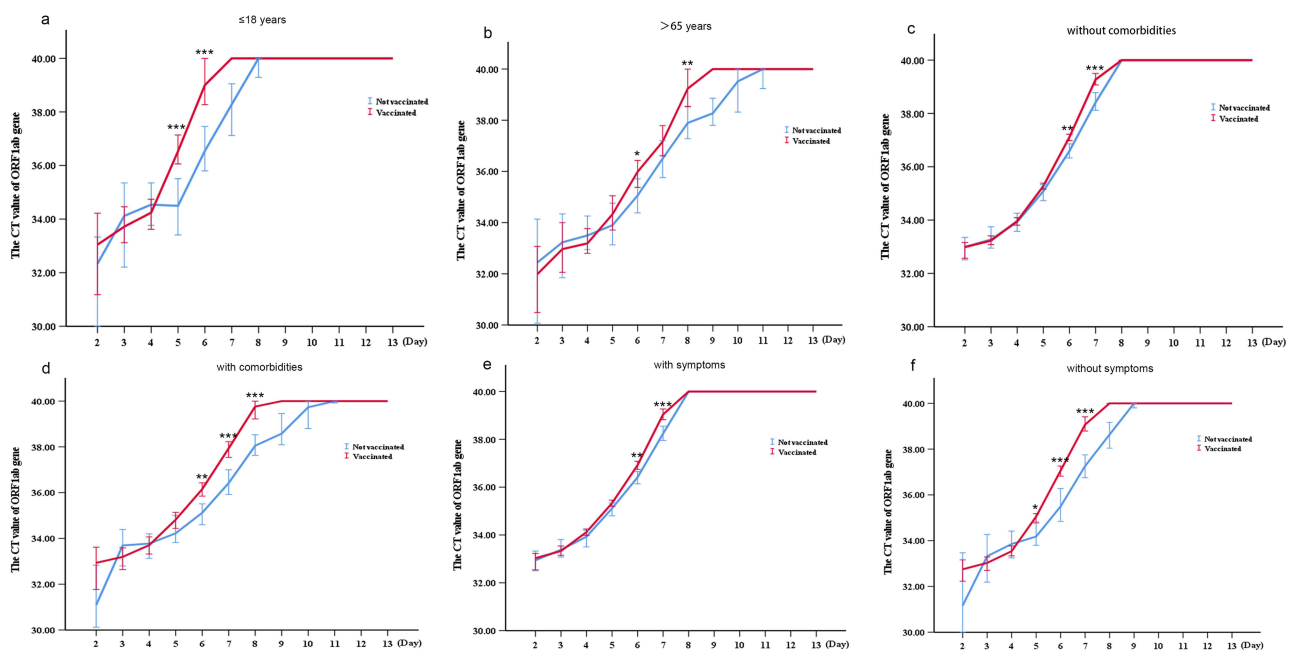 a
≤18 years
The CT value of ORF1ab gene
40.00
38.00
36.00
34.00
32.00
30.00
***
***
Not vaccinated
Vaccinated
2 3 4 5 6 7 8 9 10 11 12 13 (Day)
b
>65 years
The CT value of ORF1ab gene
40.00
38.00
36.00
34.00
32.00
30.00
*
**
Not vaccinated
Vaccinated
2 3 4 5 6 7 8 9 10 11 12 13 (Day)
c
without comorbidities
The CT value of ORF1ab gene
40.00
38.00
36.00
34.00
32.00
30.00
**
***
Not vaccinated
Vaccinated
2 3 4 5 6 7 8 9 10 11 12 13 (Day)
d
with comorbidities
The CT value of ORF1ab gene
40.00
38.00
36.00
34.00
32.00
30.00
**
***
***
Not vaccinated
Vaccinated
2 3 4 5 6 7 8 9 10 11 12 13 (Day)
e
with symptoms
The CT value of ORF1ab gene
40.00
38.00
36.00
34.00
32.00
30.00
**
***
Not vaccinated
Vaccinated
2 3 4 5 6 7 8 9 10 11 12 13 (Day)
f
without symptoms
The CT value of ORF1ab gene
40.00
38.00
36.00
34.00
32.00
30.00
*
***
***
Not vaccinated
Vaccinated
2 3 4 5 6 7 8 9 10 11 12 13 (Day)